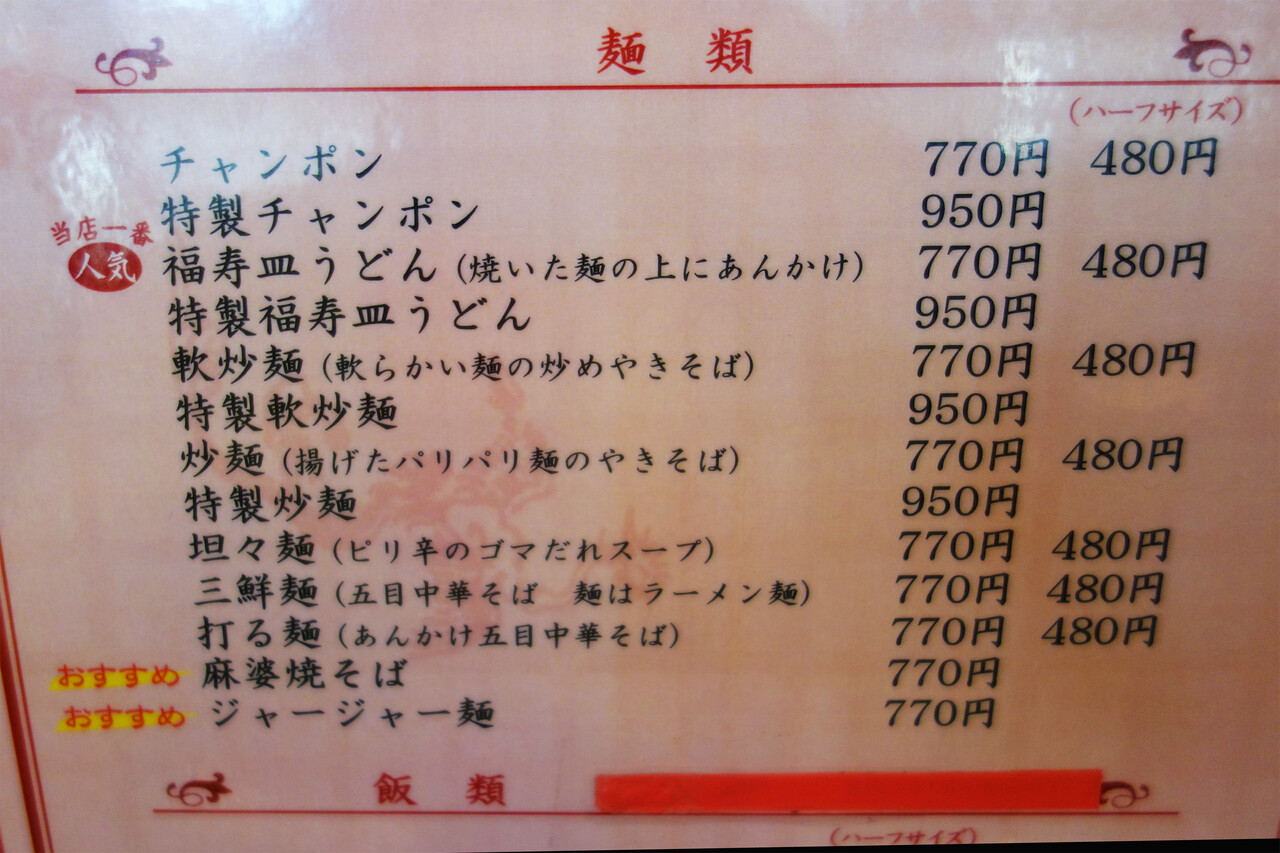 麺 類
(ハーフサイズ)
チャンポン 770円 480円
特製チャンポン 950円
当店一番
人気 福寿皿うどん (焼いた麺の上にあんかけ) 770円 480円
特製福寿皿うどん 950円
軟炒麺 (軟らかい麺の炒めやきそば) 770円 480円
特製軟炒麺 950円
炒麺 (揚げたパリパリ麺のやきそば) 770円 480円
特製炒麺 950円
坦々麺 (ピリ辛のゴマだれスープ) 770円 480円
三鮮麺 (五目中華そば 麺はラーメン麺) 770円 480円
打る麺 (あんかけ五目中華そば) 770円 480円
おすすめ 麻婆焼そば 770円
おすすめ ジャージャー麺 770円
飯 類
(ハーフサイズ)